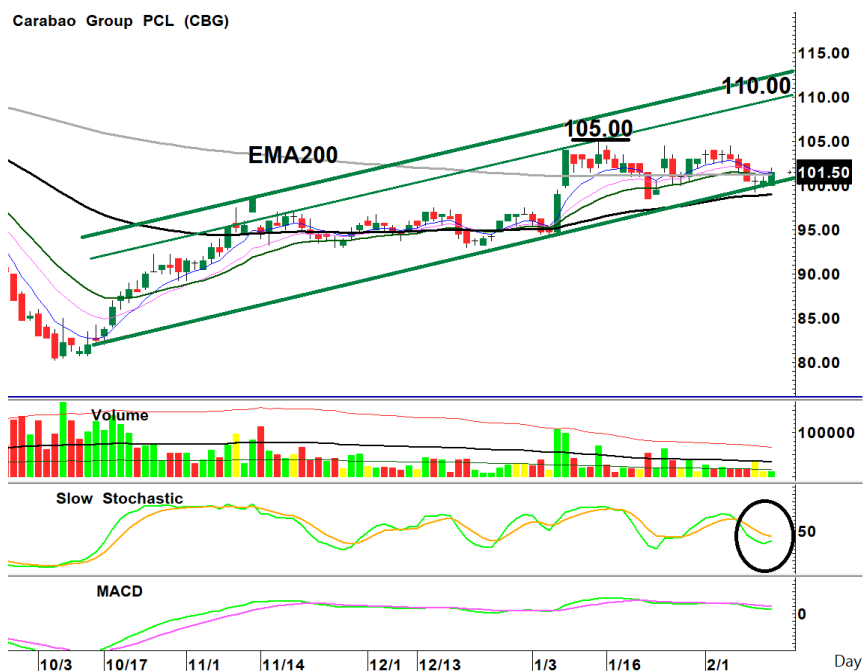 Carabao Group PCL (CBG)
115.00
110.00
110.00
105.00
105.00
EMA200
101.50
100.00
95.00
90.00
85.00
80.00
Volume
100000
Slow Stochastic
50
MACD
0
10/3 10/17 11/1 11/14 12/1 12/13 1/3 1/16 2/1 Day